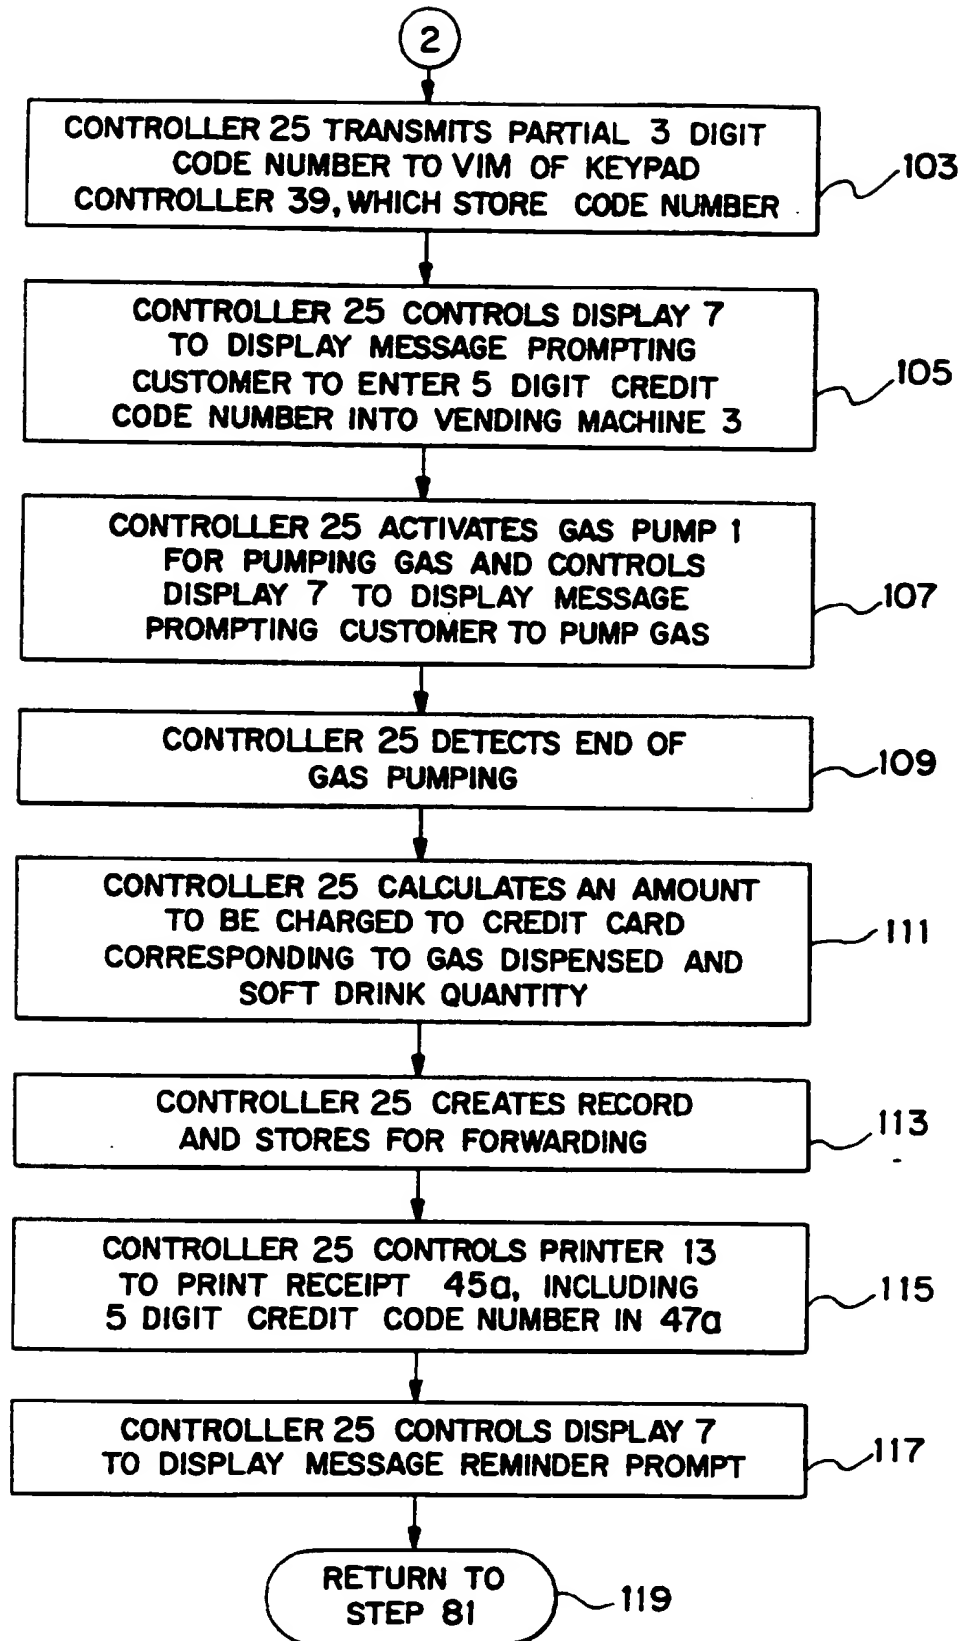 2
CONTROLLER 25 TRANSMITS PARTIAL 3 DIGIT
CODE NUMBER TO VIM OF KEYPAD
CONTROLLER 39, WHICH STORE CODE NUMBER
103
CONTROLLER 25 CONTROLS DISPLAY 7
TO DISPLAY MESSAGE PROMPTING
CUSTOMER TO ENTER 5 DIGIT CREDIT
CODE NUMBER INTO VENDING MACHINE 3
105
CONTROLLER 25 ACTIVATES GAS PUMP 1
FOR PUMPING GAS AND CONTROLS
DISPLAY 7 TO DISPLAY MESSAGE
PROMPTING CUSTOMER TO PUMP GAS
107
CONTROLLER 25 DETECTS END OF
GAS PUMPING
109
CONTROLLER 25 CALCULATES AN AMOUNT
TO BE CHARGED TO CREDIT CARD
CORRESPONDING TO GAS DISPENSED AND
SOFT DRINK QUANTITY
111
CONTROLLER 25 CREATES RECORD
AND STORES FOR FORWARDING
113
CONTROLLER 25 CONTROLS PRINTER 13
TO PRINT RECEIPT 45a, INCLUDING
5 DIGIT CREDIT CODE NUMBER IN 47a
115
CONTROLLER 25 CONTROLS DISPLAY 7
TO DISPLAY MESSAGE REMINDER PROMPT
117
RETURN TO
STEP 81
119